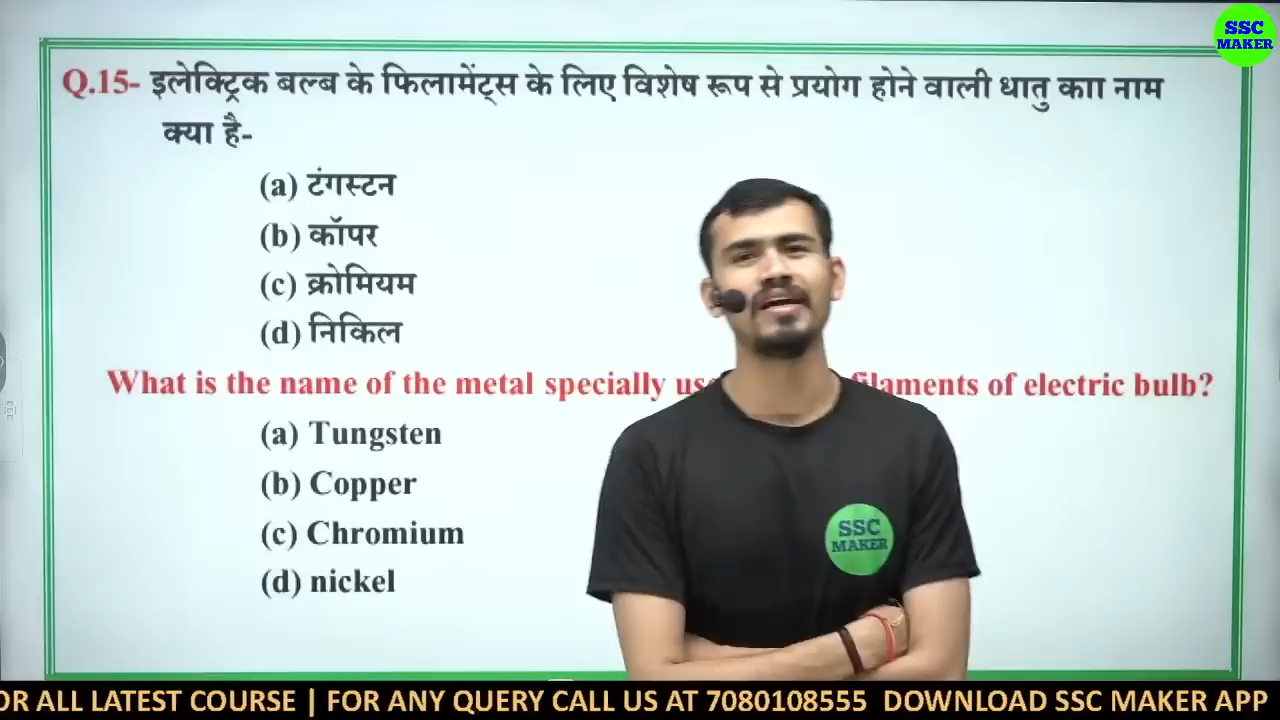 SSC
MAKER
Q.15- इलेक्ट्रिक बल्ब के फिलामेंट्स के लिए विशेष रूप से प्रयोग होने वाली धातु काा नाम
क्या है-
(a) टंगस्टन
(b) कॉपर
(c) क्रोमियम
(d) निकिल
What is the name of the metal specially filaments of electric bulb?
(a) Tungsten
(b) Copper
(c) Chromium
(d) nickel
SSC
MAKER
OR ALL LATEST COURSE | FOR ANY QUERY CALL US AT 7080108555 DOWNLOAD SSC MAKER APP